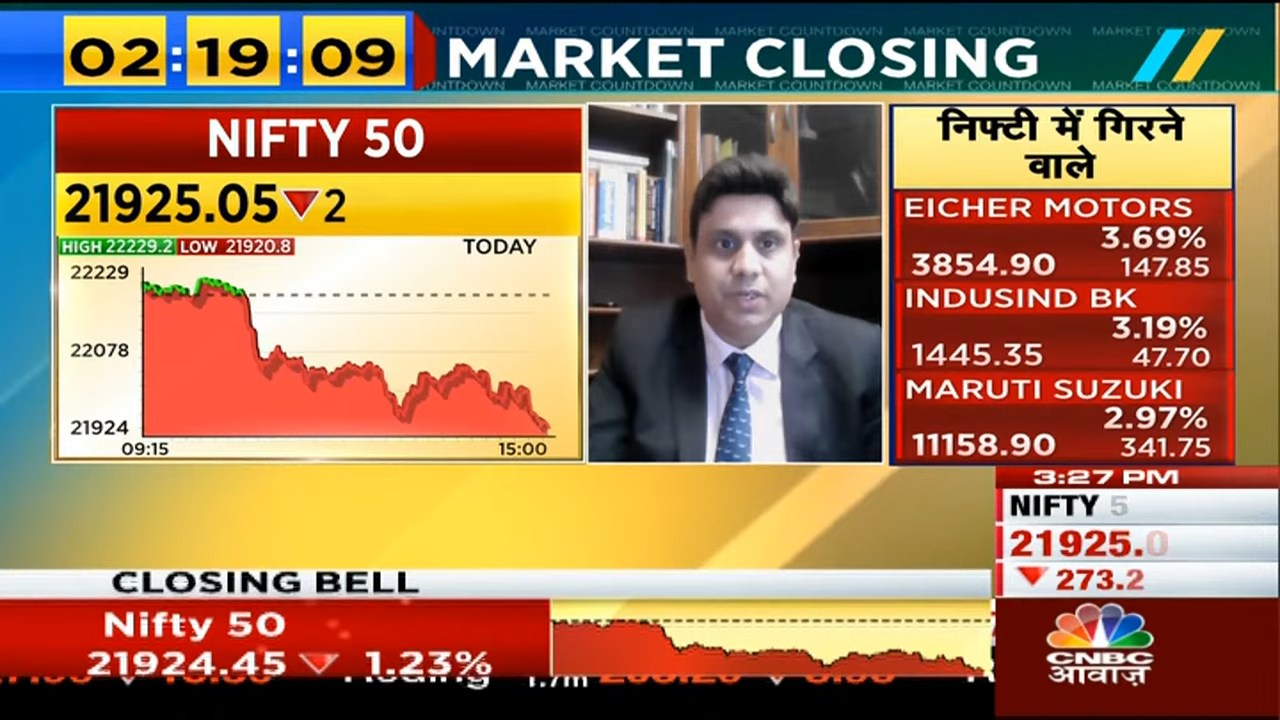 02:19:09
MARKET CLOSING
NIFTY 50
21925.05 ▼ 2
HIGH 22229.2 LOW 21920.8
TODAY
22229
22078
21924
09:15
15:00
निफ्टी में गिरने
वाले
EICHER MOTORS
3.69%
3854.90 147.85
INDUSIND BK
3.19%
1445.35 47.70
MARUTI SUZUKI
2.97%
11158.90 341.75
3:27 PM
NIFTY 5
21925.0
▼ 273.2
CLOSING BELL
Nifty 50
21924.45 ▼ 1.23%
CNBC
आवाज़